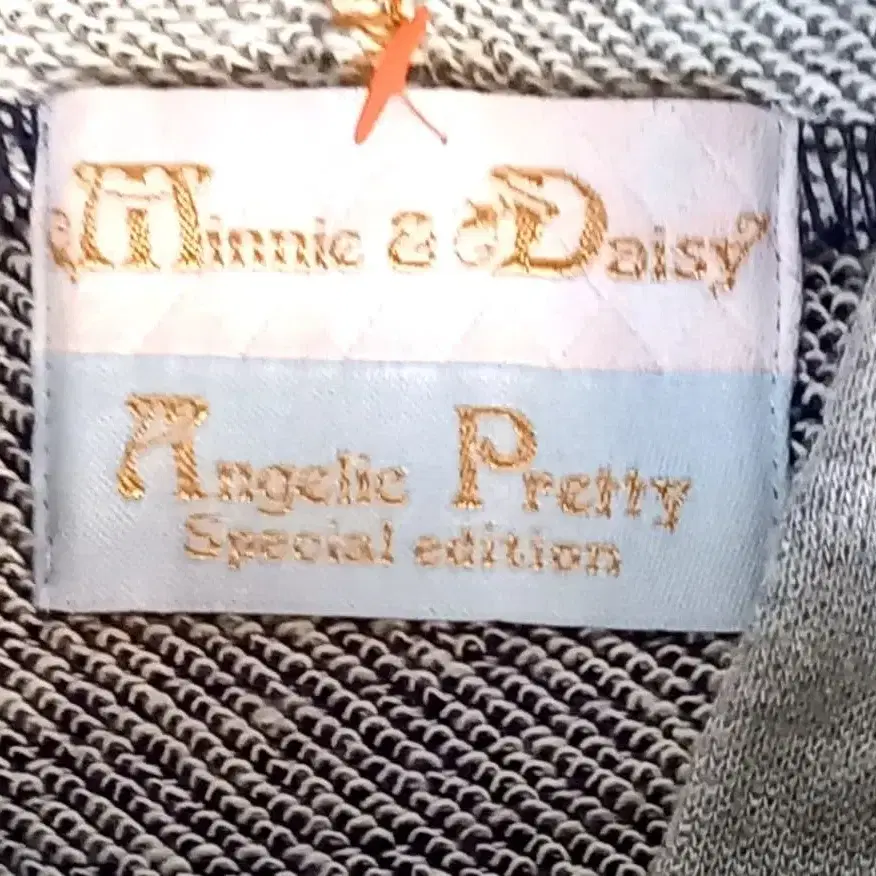 Minnie & Daisy
Angelic Pretty
Special edition